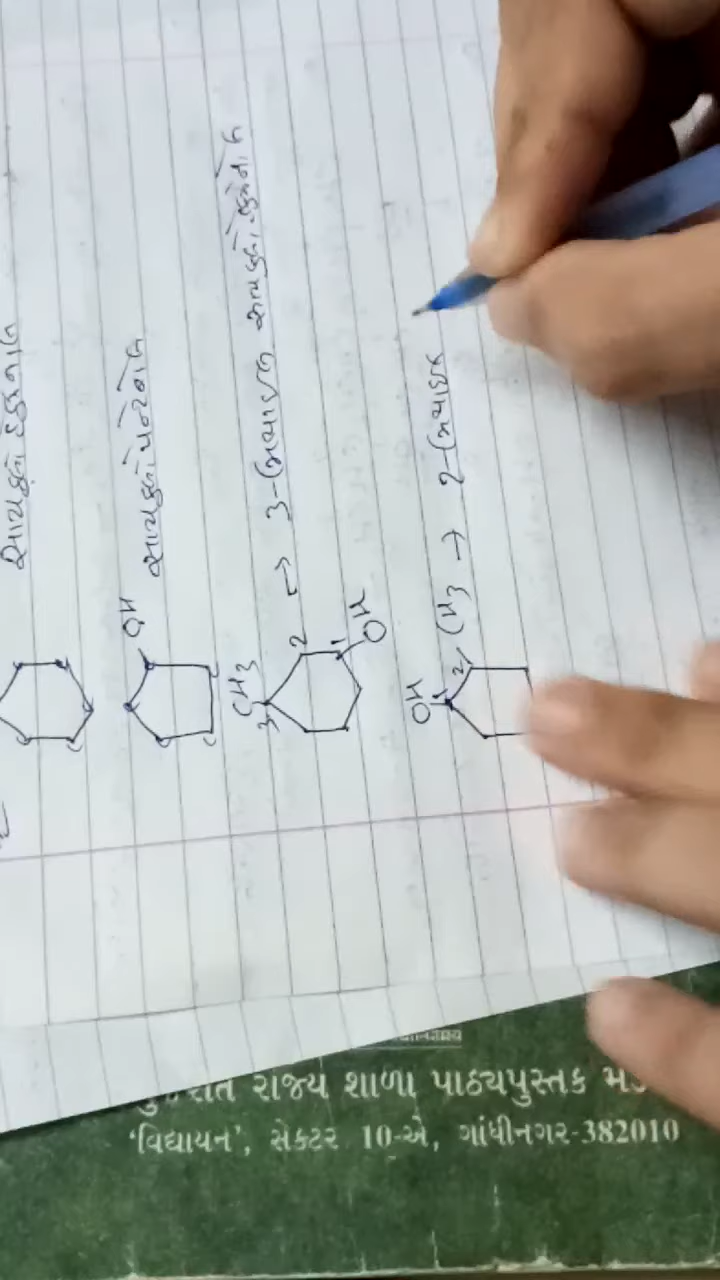 સાયક્લો હેક્ઝેનોલ
OH
સાયક્લો પેન્ટેનોલ
CH3 → 3-મિથાઇલ સાયક્લો હેક્ઝેનોલ
3 2 1
OH
OH
1 2 CH3 → 2-મિથાઇલ
ગુજરાત રાજ્ય શાળા પાઠ્યપુસ્તક મં
'વિદ્યાયન', સેક્ટર 10-એ, ગાંધીનગર-382010